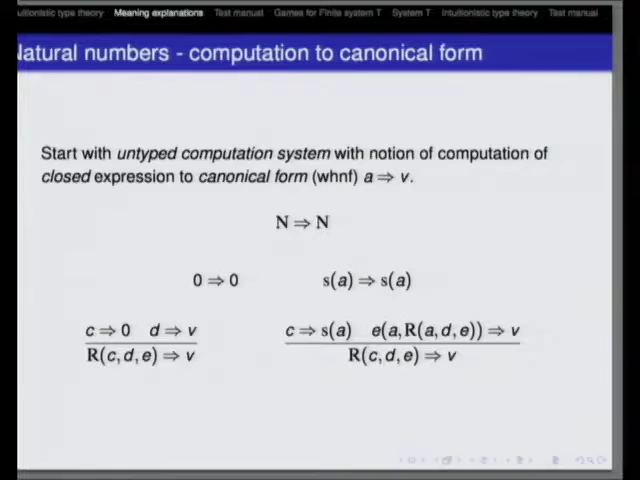 uitionistic type theory Meaning explanations Test manual Games for Finite system T System T Intuitionistic type theory Test manual
Natural numbers - computation to canonical form
Start with untyped computation system with notion of computation of
closed expression to canonical form (whnf) a ⇒ v.
N ⇒ N
0 ⇒ 0 s(a) ⇒ s(a)
c ⇒ 0 d ⇒ v c ⇒ s(a) e(a, R(a, d, e)) ⇒ v
R(c, d, e) ⇒ v R(c, d, e) ⇒ v